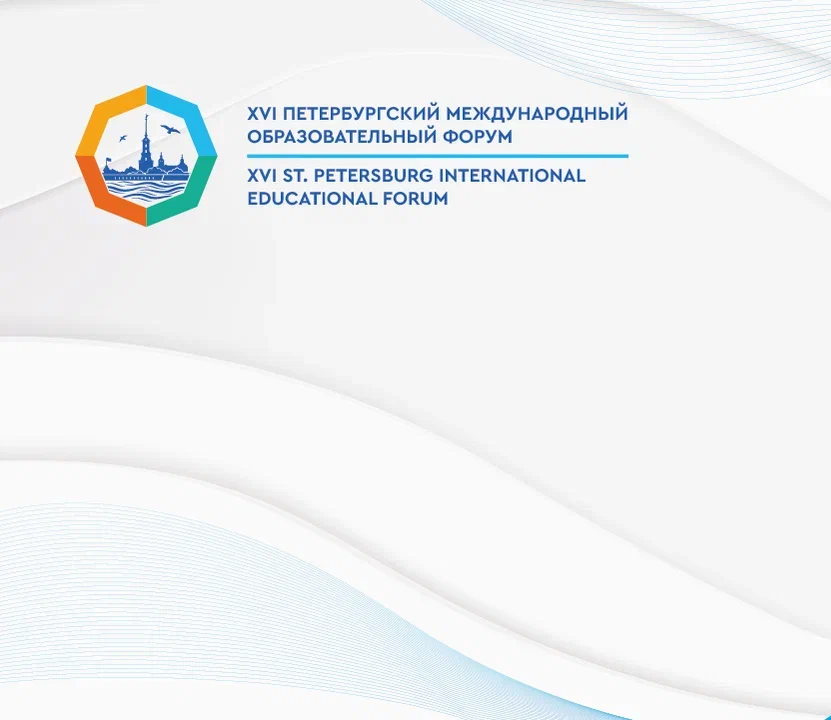 XVI ПЕТЕРБУРГСКИЙ МЕЖДУНАРОДНЫЙ
ОБРАЗОВАТЕЛЬНЫЙ ФОРУМ
XVI ST. PETERSBURG INTERNATIONAL
EDUCATIONAL FORUM